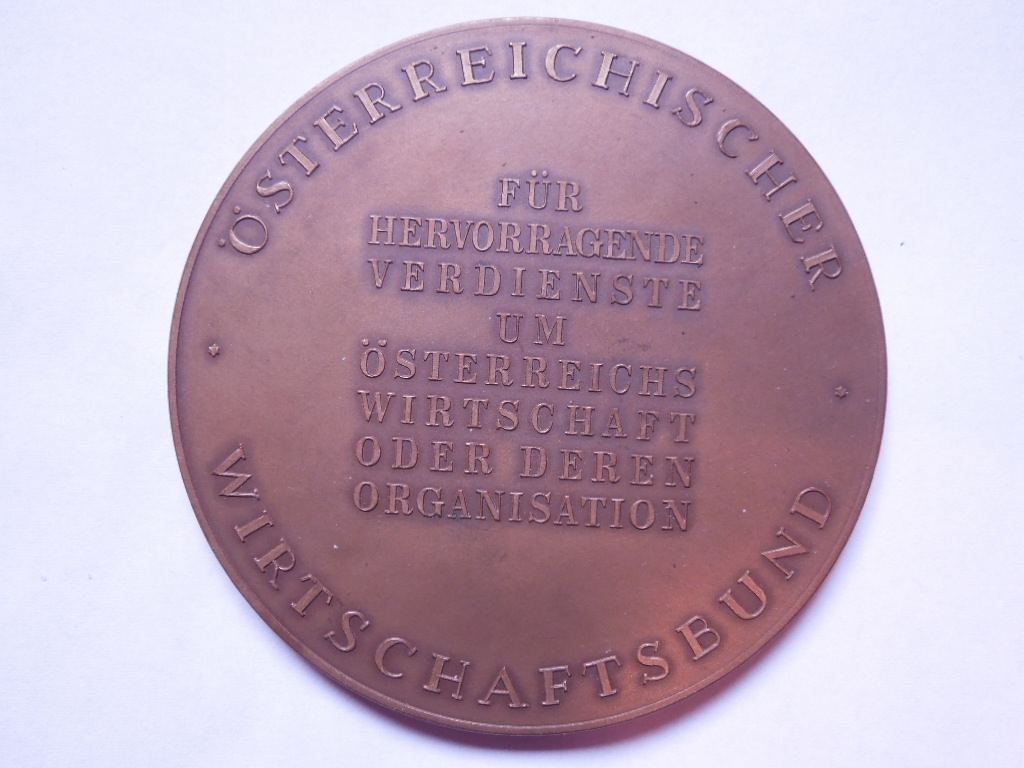 ÖSTERREICHISCHER
FÜR
HERVORRAGENDE
VERDIENSTE
UM
ÖSTERREICHS
WIRTSCHAFT
ODER DEREN
ORGANISATION
WIRTSCHAFTSBUND